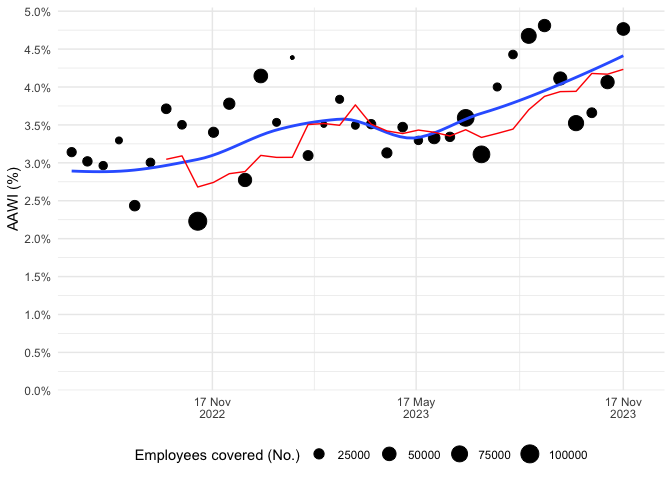 5.0%
4.5%
4.0%
3.5%
3.0%
2.5%
2.0%
1.5%
1.0%
0.5%
0.0%
AAWI (%)
17 Nov
2022
17 May
2023
17 Nov
2023
Employees covered (No.) 25000 50000 75000 100000